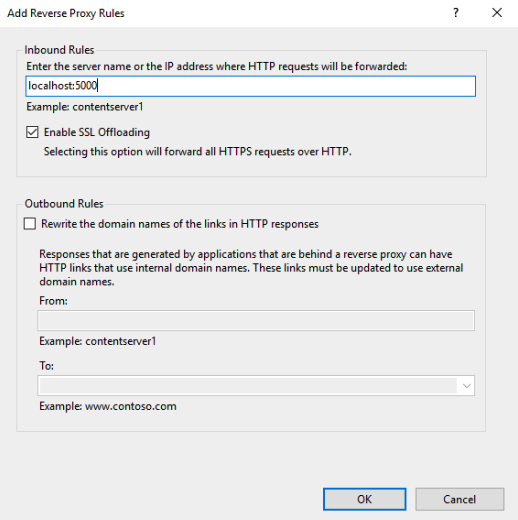 Add Reverse Proxy Rules
?
Inbound Rules
Enter the server name or the IP address where HTTP requests will be forwarded:
localhost:5000
Example: contentserver1
Enable SSL Offloading
Selecting this option will forward all HTTPS requests over HTTP.
Outbound Rules
Rewrite the domain names of the links in HTTP responses
Responses that are generated by applications that are behind a reverse proxy can have
HTTP links that use internal domain names. These links must be updated to use external
domain names.
From:
Example: contentserver1
To:
Example: www.contoso.com
OK
Cancel